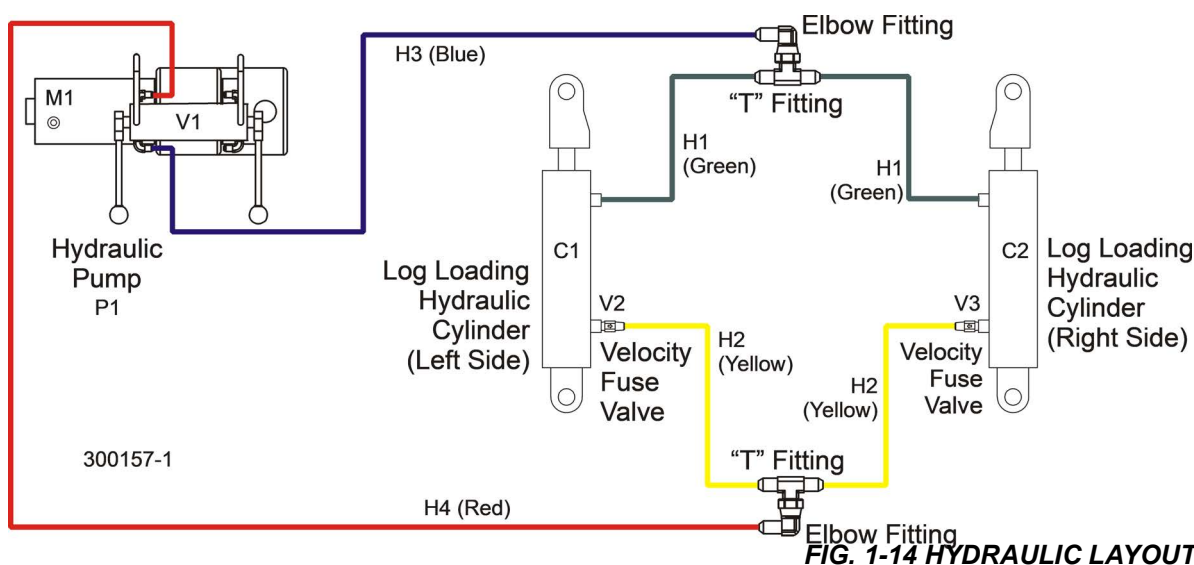 Elbow Fitting
H3 (Blue)
M1
V1
"T" Fitting
H1
(Green)
H1
(Green)
Hydraulic
Pump
P1
C1
C2
Log Loading
Hydraulic
Cylinder
(Left Side)
Log Loading
Hydraulic
Cylinder
(Right Side)
V2
V3
Velocity
Fuse
Valve
H2
(Yellow)
Velocity
Fuse
Valve
H2
(Yellow)
300157-1
"T" Fitting
H4 (Red)
Elbow Fitting
FIG. 1-14 HYDRAULIC LAYOUT